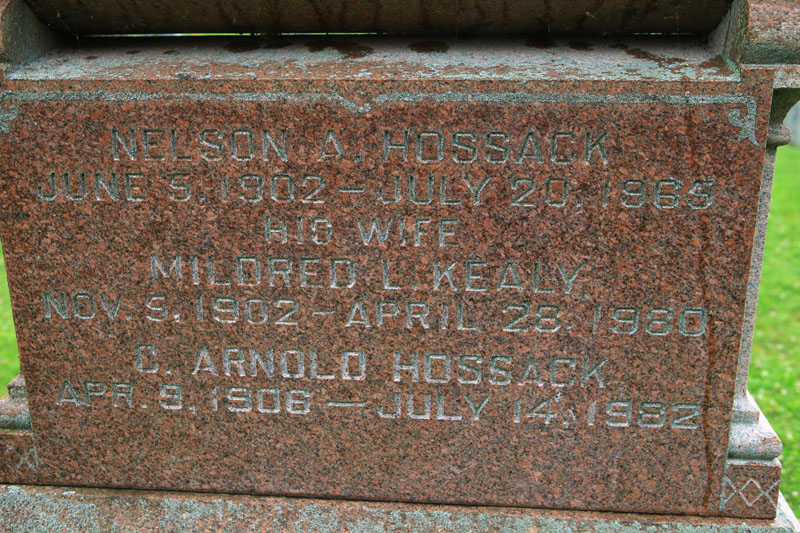 NELSON A. HOSSACK
JUNE 5, 1902 — JULY 20, 1965
HIS WIFE
MILDRED L. KEALY
NOV. 5, 1902 — APRIL 28, 1980
C. ARNOLD HOSSACK
APR. 9, 1906 — JULY 14, 1982